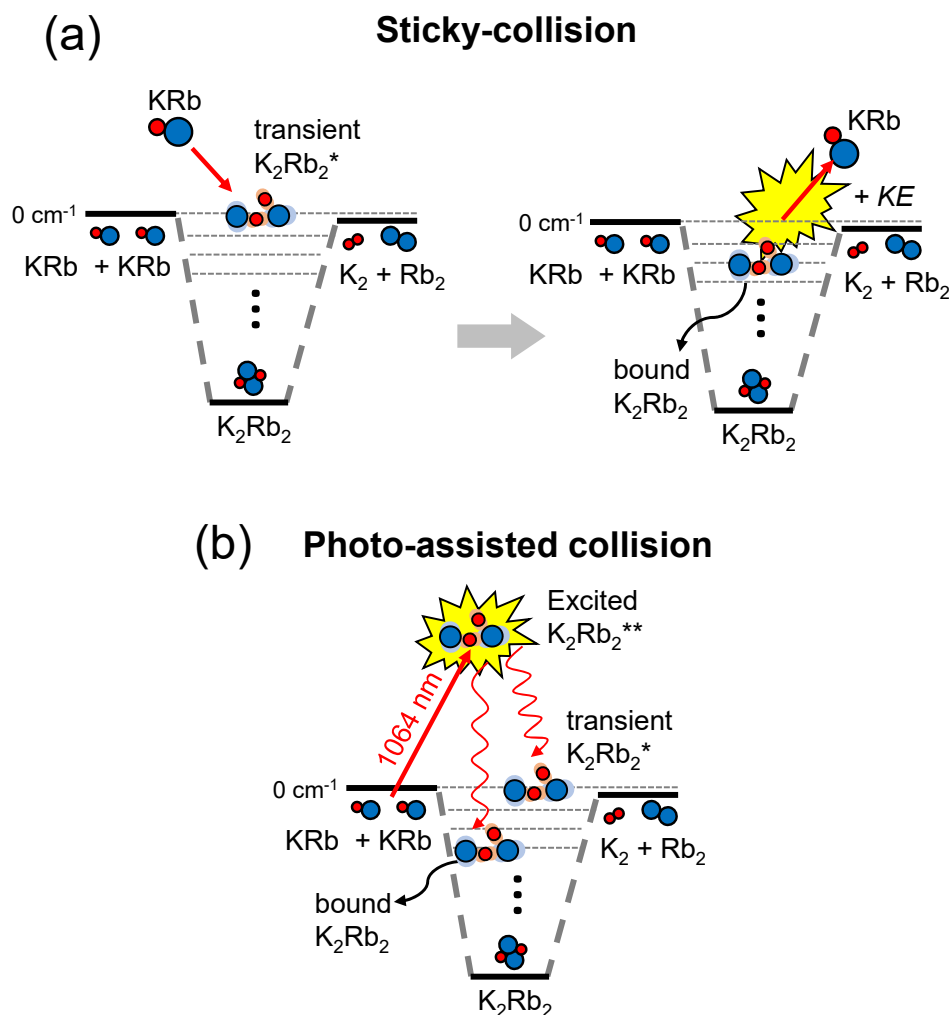 (a)
Sticky-collision
KRb
transient
K₂Rb₂*
0 cm⁻¹
KRb + KRb
K₂ + Rb₂
K₂Rb₂
KRb
+ KE
0 cm⁻¹
KRb + KRb
K₂ + Rb₂
bound
K₂Rb₂
K₂Rb₂
(b)
Photo-assisted collision
Excited
K₂Rb₂**
1064 nm
transient
K₂Rb₂*
0 cm⁻¹
KRb + KRb
K₂ + Rb₂
bound
K₂Rb₂
K₂Rb₂